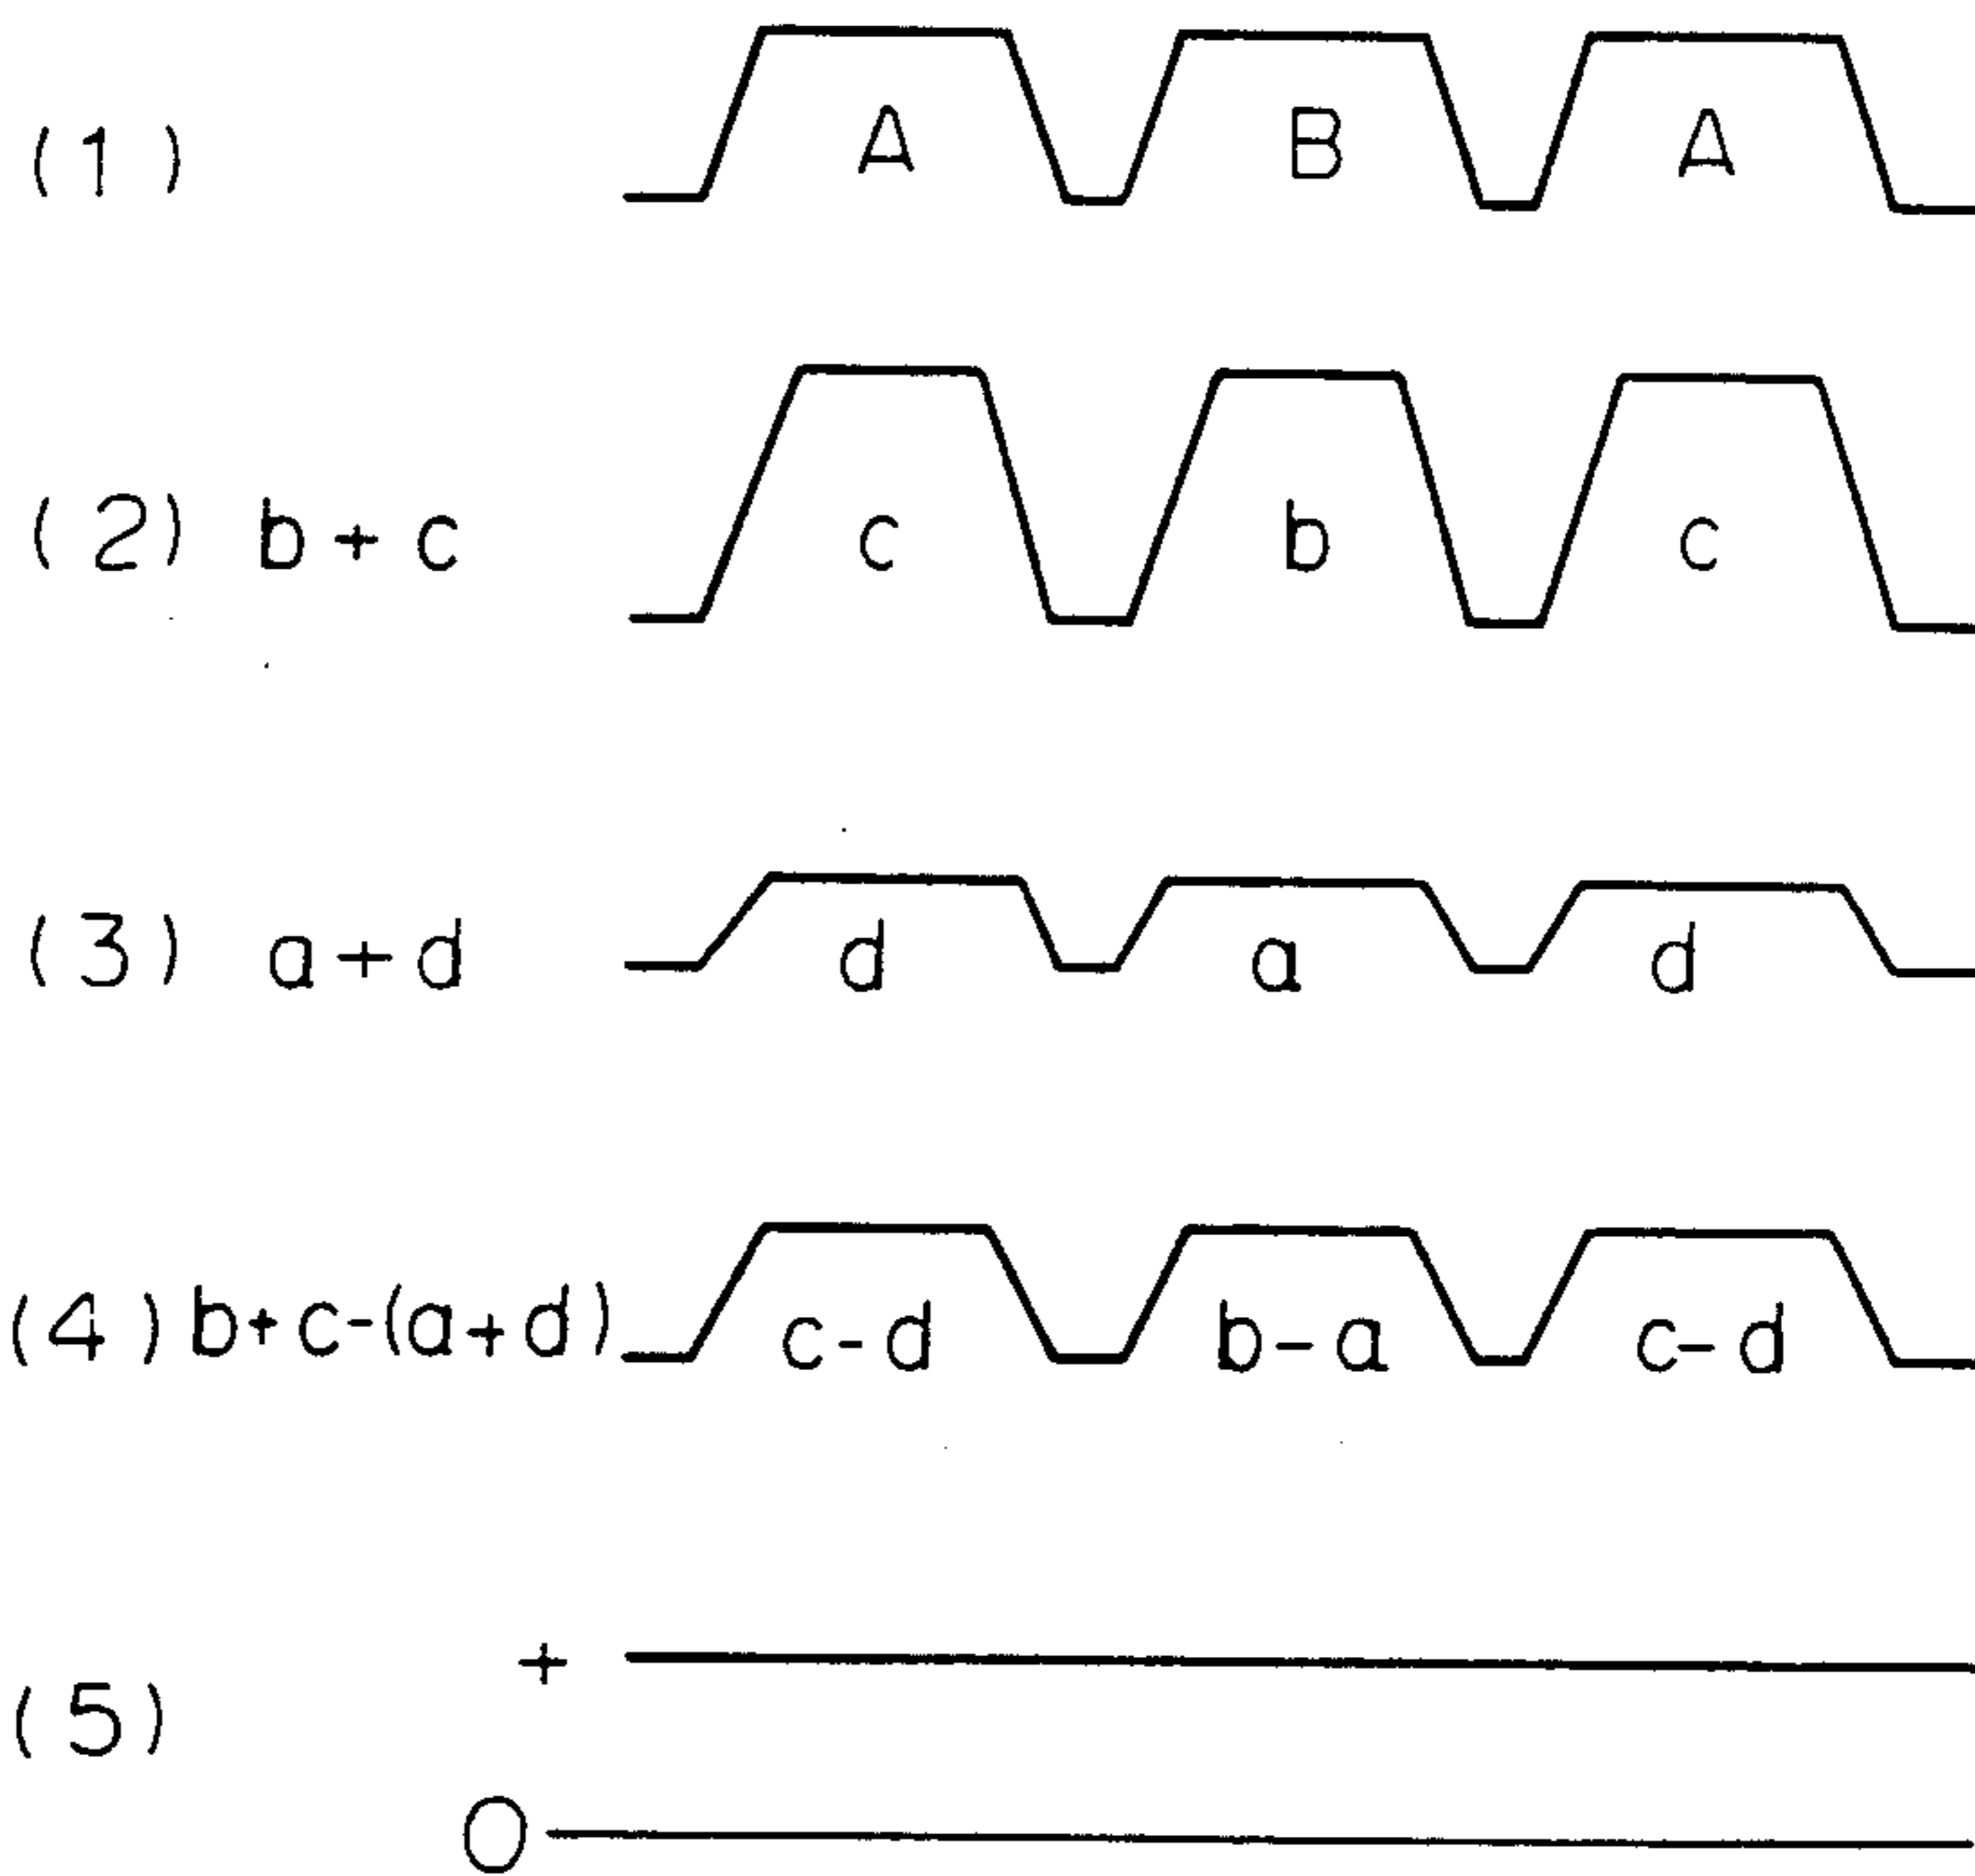 (1) A B A
(2) b + c c b c
(3) a + d d a d
(4) b+c-(a+d) c-d b-a c-d
+
(5)
0